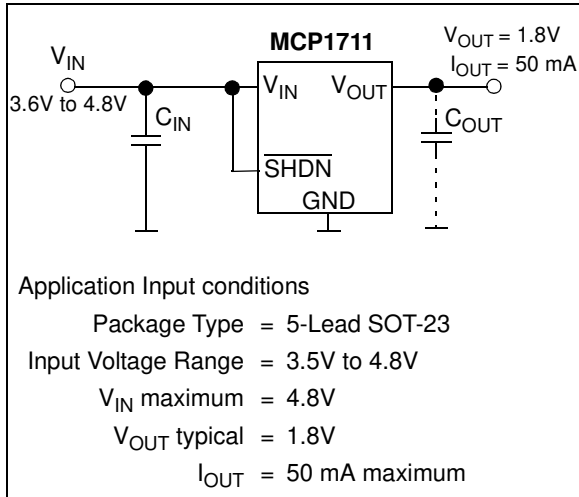 MCP1711
V_OUT = 1.8V
I_OUT = 50 mA
V_IN
3.6V to 4.8V
C_IN
V_IN V_OUT
C_OUT
SHDN
GND
Application Input conditions
Package Type = 5-Lead SOT-23
Input Voltage Range = 3.5V to 4.8V
V_IN maximum = 4.8V
V_OUT typical = 1.8V
I_OUT = 50 mA maximum